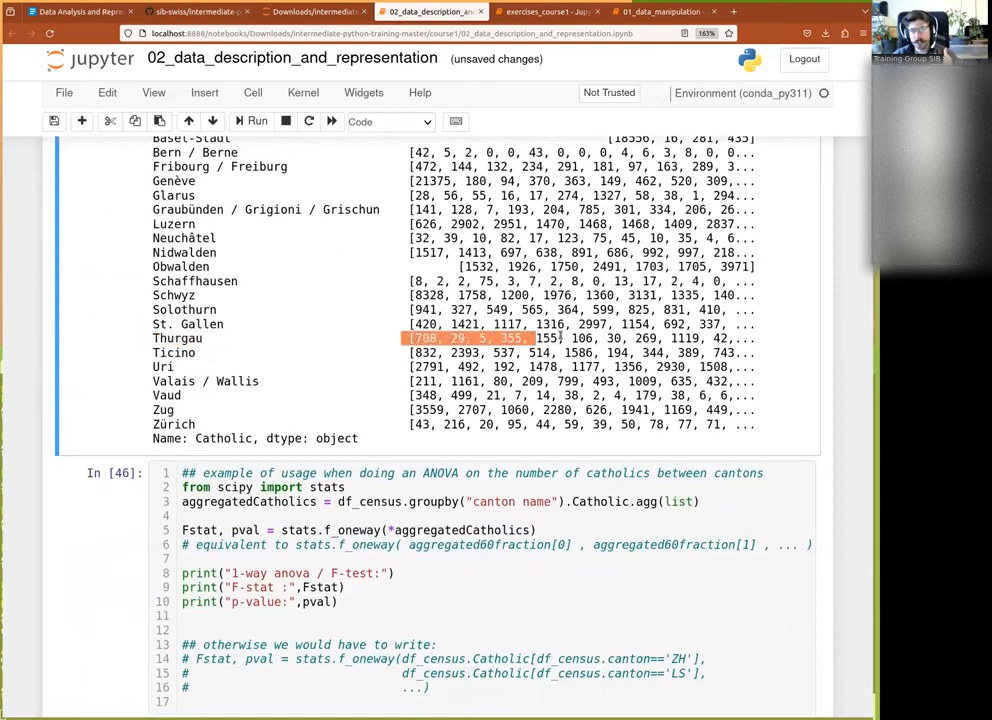 Data Analysis and Repres
sib-swiss/intermediate-p
Downloads/intermediate
02_data_description_and
exercises_course1 - Jupyt
01_data_manipulation - J
localhost:8888/notebooks/Downloads/intermediate-python-training-master/course1/02_data_description_and_representation.ipynb
163%
Training Group SIB
jupyter
02_data_description_and_representation
(unsaved changes)
Logout
File Edit View Insert Cell Kernel Widgets Help
Not Trusted
Environment (conda_py311)
Run
Code
Basel-Stadt [18556, 16, 281, 435]
Bern / Berne [42, 5, 2, 0, 0, 43, 0, 0, 0, 4, 6, 3, 8, 0, 0...
Fribourg / Freiburg [472, 144, 132, 234, 291, 181, 97, 163, 289, 3...
Genève [21375, 180, 94, 370, 363, 149, 462, 520, 309,...
Glarus [28, 56, 55, 16, 17, 274, 1327, 58, 38, 1, 294...
Graubünden / Grigioni / Grischun [141, 128, 7, 193, 204, 785, 301, 334, 206, 26...
Luzern [626, 2902, 2951, 1470, 1468, 1468, 1409, 2837...
Neuchâtel [32, 39, 10, 82, 17, 123, 75, 45, 10, 35, 4, 6...
Nidwalden [1517, 1413, 697, 638, 891, 686, 992, 997, 218...
Obwalden [1532, 1926, 1750, 2491, 1703, 1705, 3971]
Schaffhausen [8, 2, 2, 75, 3, 7, 2, 8, 0, 13, 17, 2, 4, 0, ...
Schwyz [8328, 1758, 1200, 1976, 1360, 3131, 1335, 140...
Solothurn [941, 327, 549, 565, 364, 599, 825, 831, 410, ...
St. Gallen [420, 1421, 1117, 1316, 2997, 1154, 692, 337, ...
Thurgau [708, 29, 5, 355, 155, 106, 30, 269, 1119, 42,...
Ticino [832, 2393, 537, 514, 1586, 194, 344, 389, 743...
Uri [2791, 492, 192, 1478, 1177, 1356, 2930, 1508,...
Valais / Wallis [211, 1161, 80, 209, 799, 493, 1009, 635, 432,...
Vaud [348, 499, 21, 7, 14, 38, 2, 4, 179, 38, 6, 6,...
Zug [3559, 2707, 1060, 2280, 626, 1941, 1169, 449,...
Zürich [43, 216, 20, 95, 44, 59, 39, 50, 78, 77, 71, ...
Name: Catholic, dtype: object
In [46]:
1 ## example of usage when doing an ANOVA on the number of catholics between cantons
2 from scipy import stats
3 aggregatedCatholics = df_census.groupby("canton name").Catholic.agg(list)
4
5 Fstat, pval = stats.f_oneway(*aggregatedCatholics)
6 # equivalent to stats.f_oneway( aggregated60fraction[0] , aggregated60fraction[1] , ... )
7
8 print("1-way anova / F-test:")
9 print("F-stat :",Fstat)
10 print("p-value:",pval)
11
12
13 ## otherwise we would have to write:
14 # Fstat, pval = stats.f_oneway(df_census.Catholic[df_census.canton=='ZH'],
15 # df_census.Catholic[df_census.canton=='LS'],
16 # ...)
17